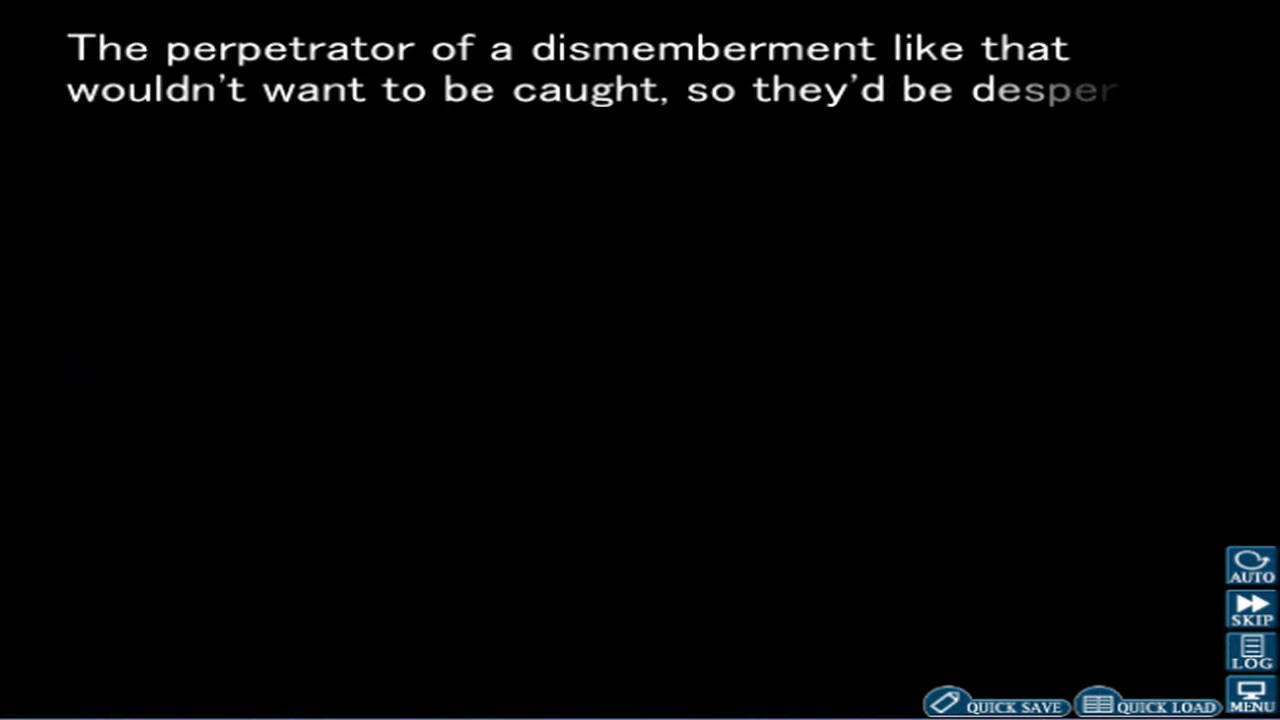 The perpetrator of a dismemberment like that
wouldn't want to be caught, so they'd be desper
AUTO
SKIP
LOG
MENU
QUICK SAVE
QUICK LOAD